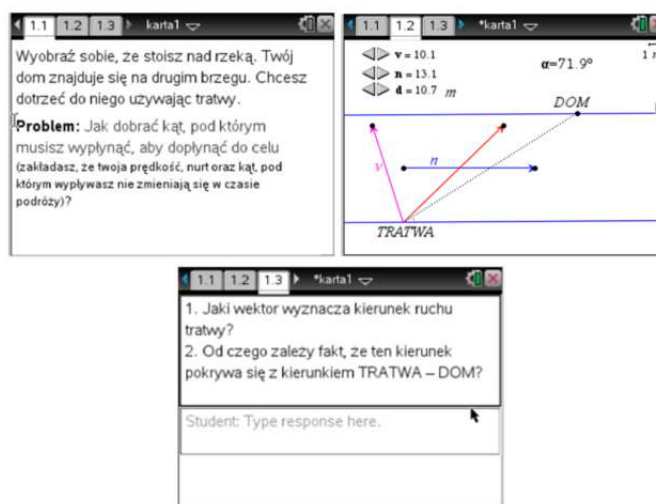 1.1 1.2 1.3 karta1
Wyobraź sobie, że stoisz nad rzeką. Twój
dom znajduje się na drugim brzegu. Chcesz
dotrzeć do niego używając tratwy.
Problem: Jak dobrać kąt, pod którym
musisz wypłynąć, aby dopłynąć do celu
(zakładasz, że twoja prędkość, nurt oraz kąt, pod
którym wypływasz nie zmieniają się w czasie
podróży)?
1.1 1.2 1.3 *karta1
v = 10.1
n = 13.1
d = 10.7 m
α=71.9°
1
DOM
v
n
TRATWA
1.1 1.2 1.3 *karta1
1. Jaki wektor wyznacza kierunek ruchu
tratwy?
2. Od czego zależy fakt, że ten kierunek
pokrywa się z kierunkiem TRATWA – DOM?
Student: Type response here.